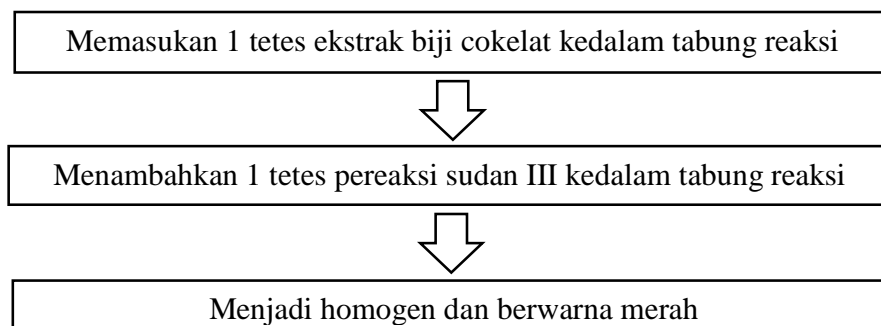 Memasukan 1 tetes ekstrak biji cokelat kedalam tabung reaksi
Menambahkan 1 tetes pereaksi sudan III kedalam tabung reaksi
Menjadi homogen dan berwarna merah